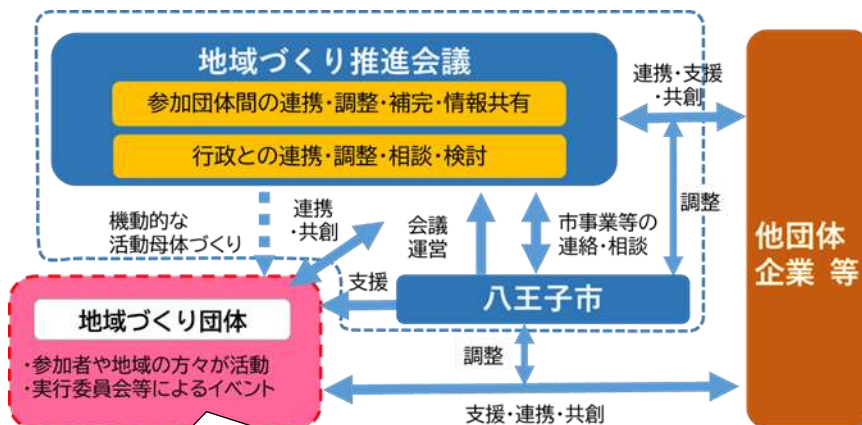 地域づくり推進会議
参加団体間の連携・調整・補完・情報共有
行政との連携・調整・相談・検討
連携・支援
・共創
調整
他団体
企業 等
機動的な
活動母体づくり
連携
・共創
会議
運営
市事業等の
連絡・相談
支援
八王子市
地域づくり団体
・参加者や地域の方々が活動
・実行委員会等によるイベント
調整
支援・連携・共創